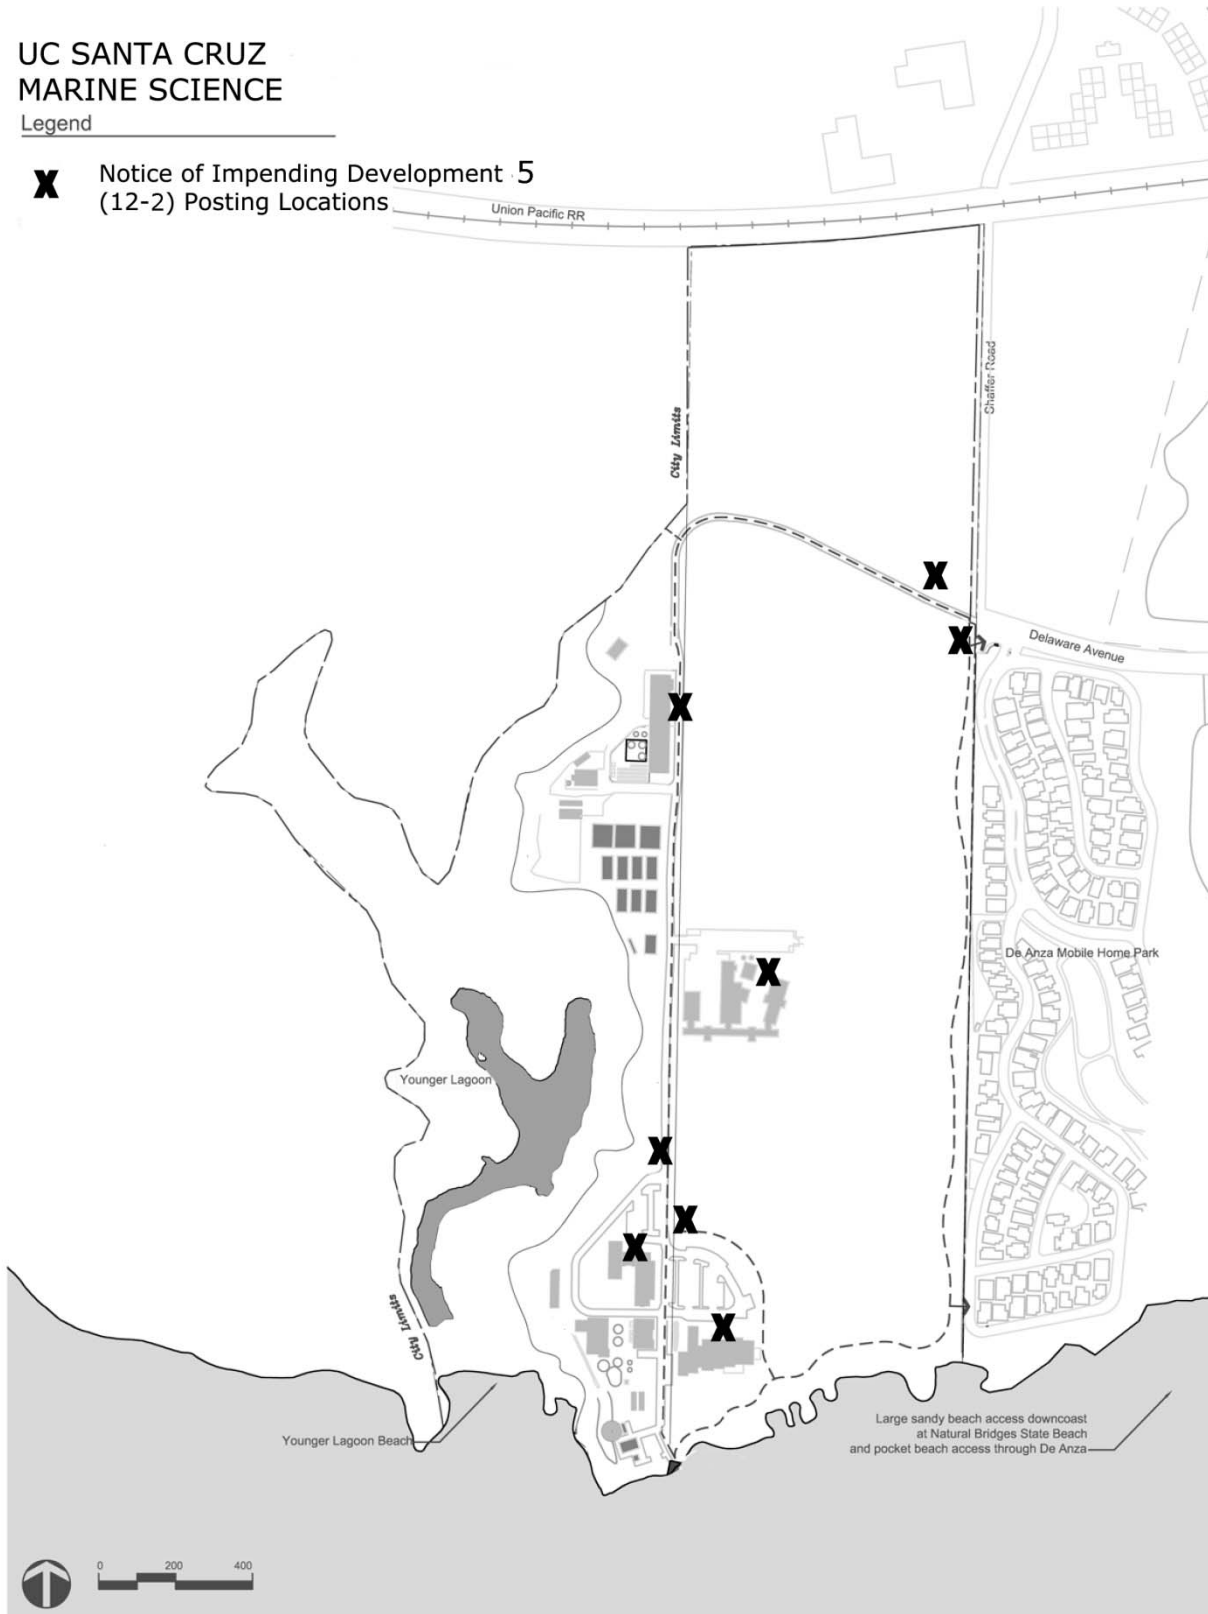 UC SANTA CRUZ
MARINE SCIENCE
Legend
X Notice of Impending Development 5
(12-2) Posting Locations
Union Pacific RR
City Limits
Shaffer Road
Delaware Avenue
De Anza Mobile Home Park
Younger Lagoon
City Limits
Younger Lagoon Beach
Large sandy beach access downcoast
at Natural Bridges State Beach
and pocket beach access through De Anza
0 200 400